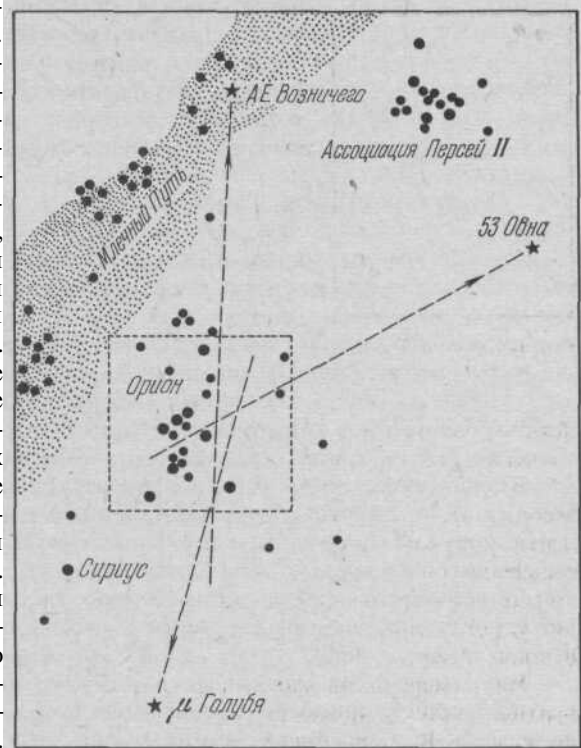 АЕ Возничего
Ассоциация Персей II
Млечный Путь
53 Овна
Орион
Сириус
μ Голубя